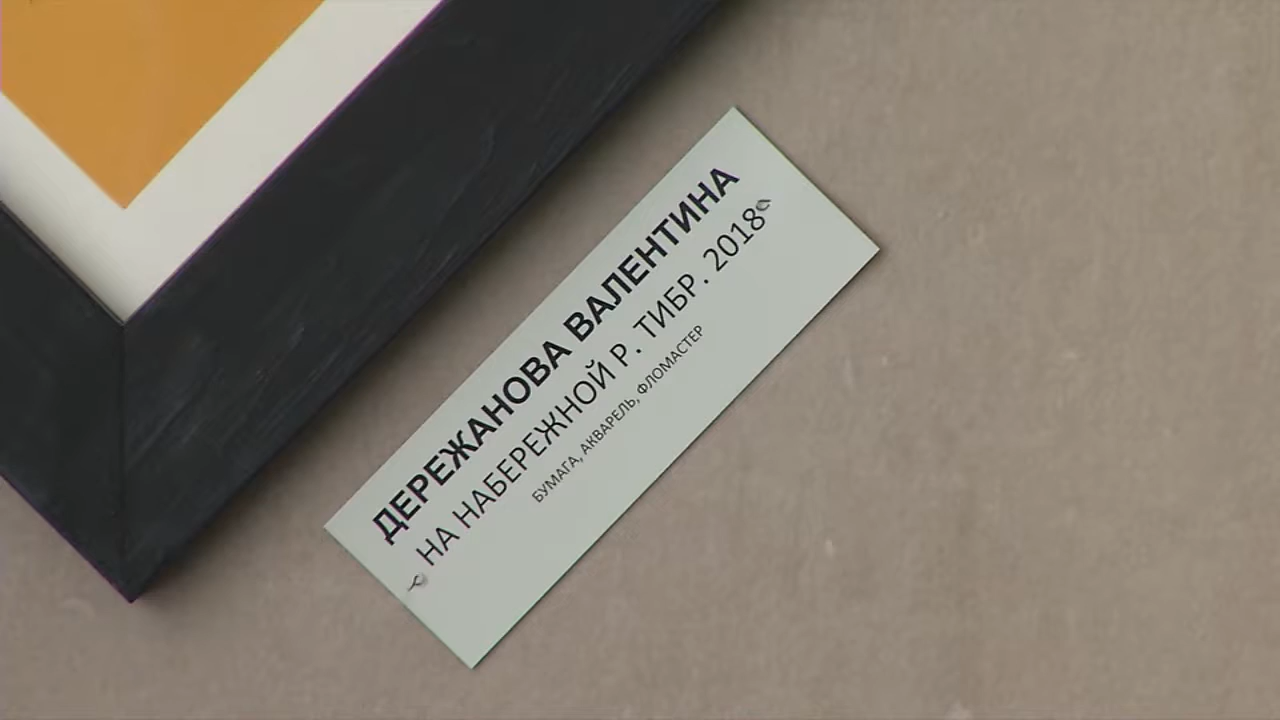 ДЕРЕЖАНОВА ВАЛЕНТИНА
НА НАБЕРЕЖНОЙ Р. ТИБР. 2018
БУМАГА, АКВАРЕЛЬ, ФЛОМАСТЕР